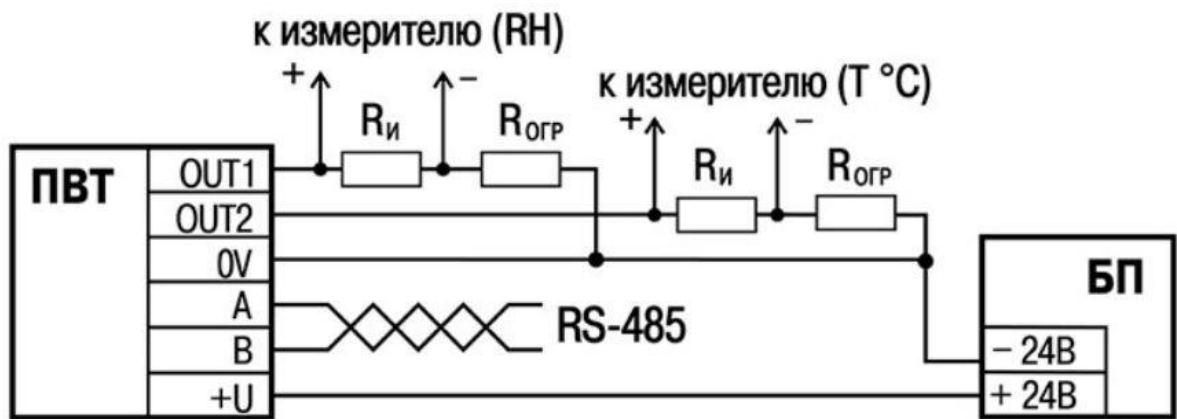 к измерителю (RH)
+
−
к измерителю (T °C)
+
−
Rи
Rогр
Rи
Rогр
ПВТ
OUT1
OUT2
0V
A
B
+U
RS-485
БП
− 24В
+ 24В